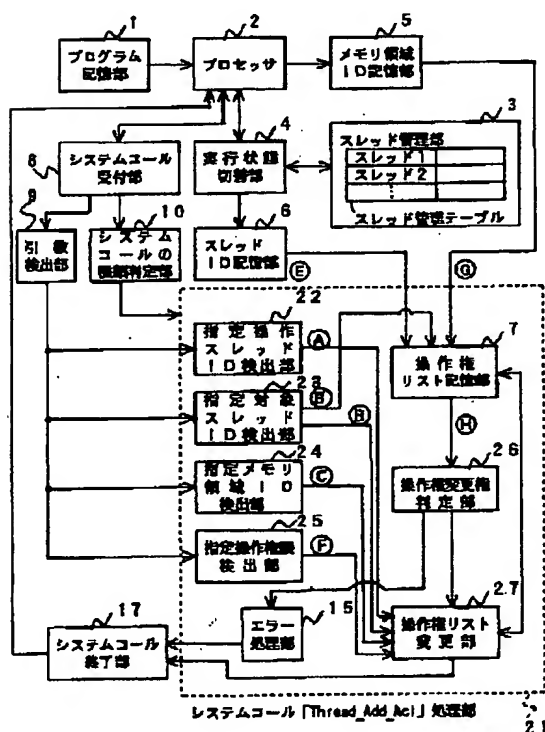 1
プログラム
記憶部
2
プロセッサ
5
メモリ領域
ID記憶部
3
スレッド管理部
スレッド1
スレッド2
スレッド管理テーブル
4
実行状態
切替部
8
システムコール
受付部
9
引数
検出部
10
システム
コールの
種類判定部
6
スレッド
ID記憶部
E
G
22
指定操作
スレッド
ID検出部
A
7
操作権
リスト記憶部
23
指定対象
スレッド
ID検出部
B
B
H
24
指定メモリ
領域ID
検出部
C
26
操作権変更権
判定部
25
指定操作権限
検出部
F
17
システムコール
終了部
15
エラー
処理部
27
操作権リスト
変更部
システムコール「Thread_Add_Acl」処理部
21